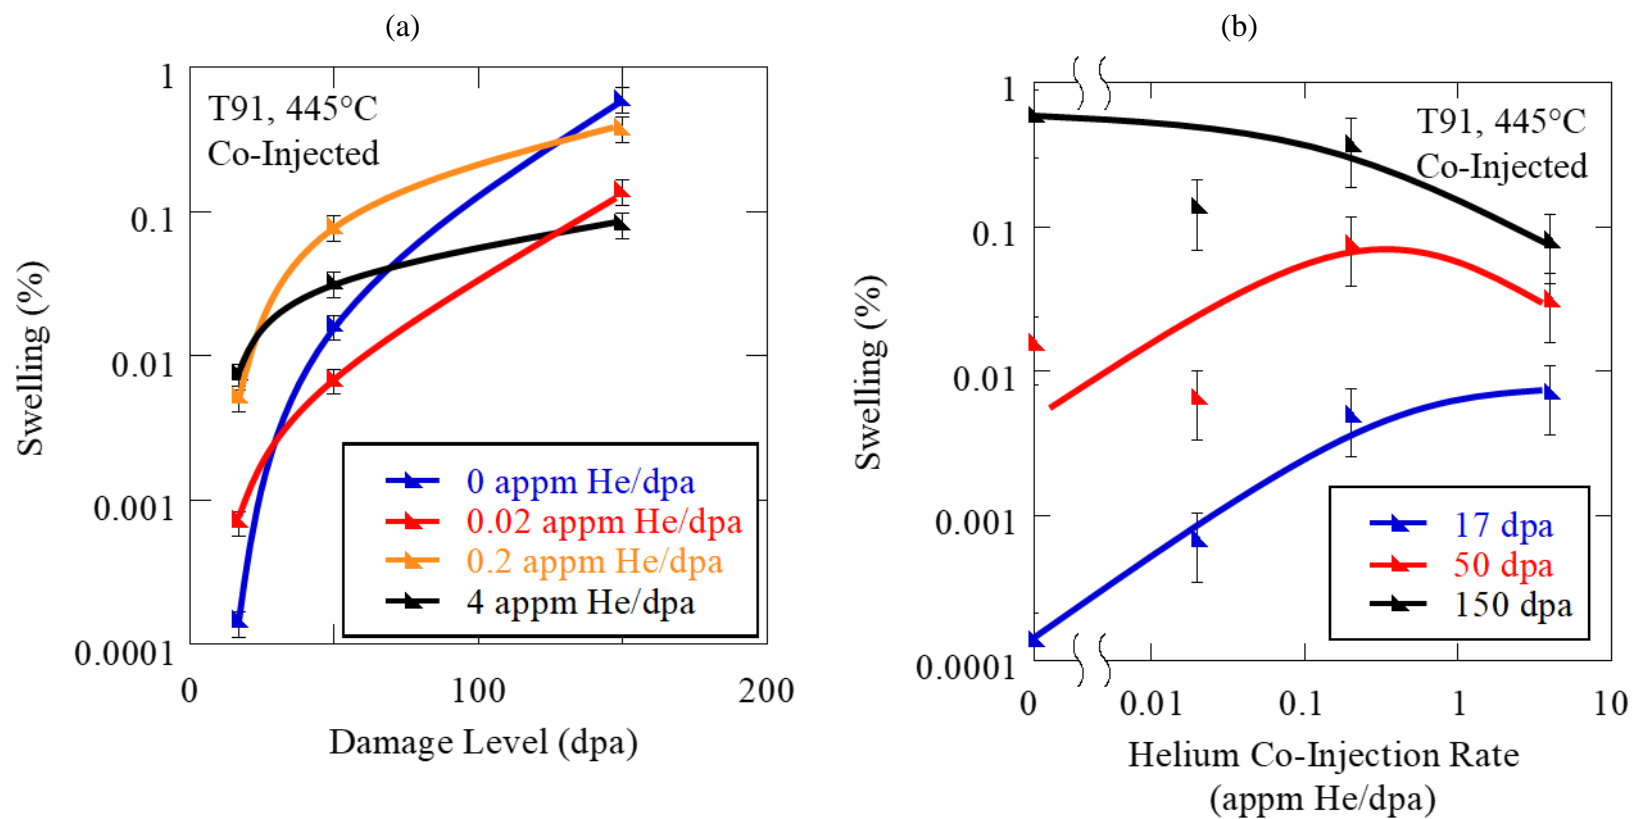 (a)
1
T91, 445°C
Co-Injected
0.1
0.01
0.001
0.0001
Swelling (%)
0 appm He/dpa
0.02 appm He/dpa
0.2 appm He/dpa
4 appm He/dpa
0 100 200
Damage Level (dpa)
(b)
1
T91, 445°C
Co-Injected
0.1
0.01
0.001
0.0001
Swelling (%)
17 dpa
50 dpa
150 dpa
0 0.01 0.1 1 10
Helium Co-Injection Rate
(appm He/dpa)